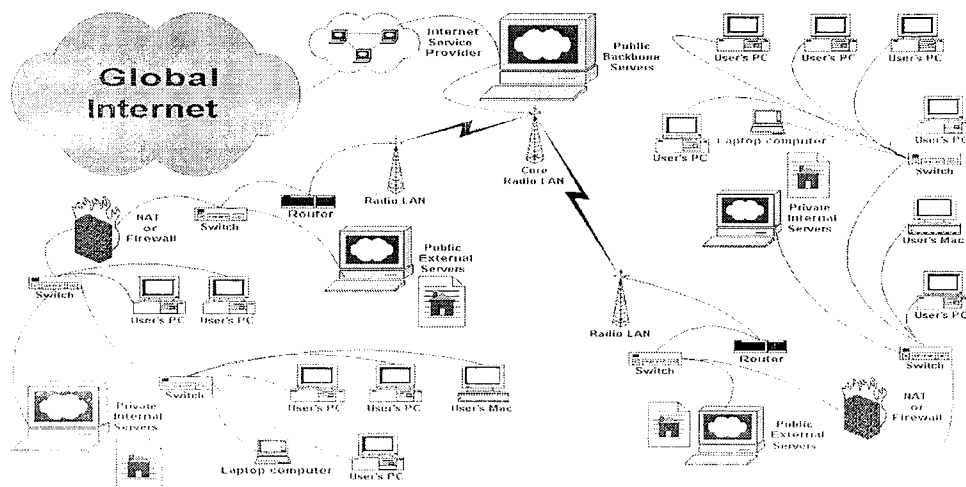 Global
Internet
Internet
Service
Provider
Public
Backbone
Servers
User's PC
User's PC
User's PC
User's PC
Laptop computer
User's PC
Switch
Core
Radio LAN
Radio LAN
Router
Switch
NAT
or
Firewall
Private
Internal
Servers
User's Mac
Public
External
Servers
Switch
User's PC
User's PC
User's PC
Radio LAN
Router
Switch
Switch
Switch
User's PC
User's PC
User's Mac
Private
Internal
Servers
Laptop computer
User's PC
Public
External
Servers
NAT
or
Firewall